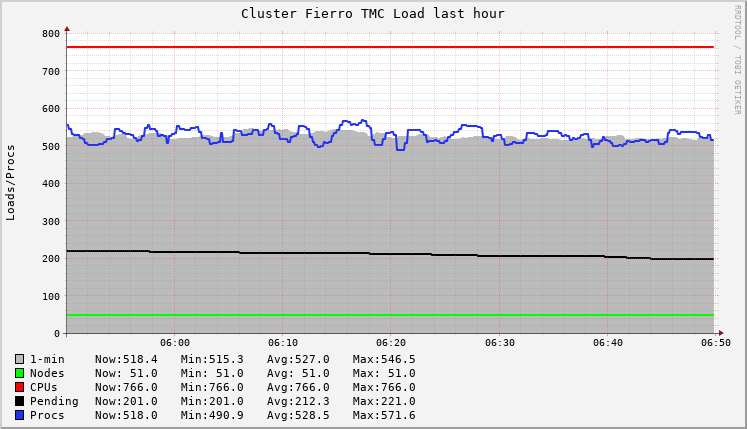 Cluster Fierro TMC Load last hour
RRDTOOL / TOBI OETIKER
Loads/Procs
800
700
600
500
400
300
200
100
0
06:00 06:10 06:20 06:30 06:40 06:50
1-min Now:518.4 Min:515.3 Avg:527.0 Max:546.5
Nodes Now: 51.0 Min: 51.0 Avg: 51.0 Max: 51.0
CPUs Now:766.0 Min:766.0 Avg:766.0 Max:766.0
Pending Now:201.0 Min:201.0 Avg:212.3 Max:221.0
Procs Now:518.0 Min:490.9 Avg:528.5 Max:571.6